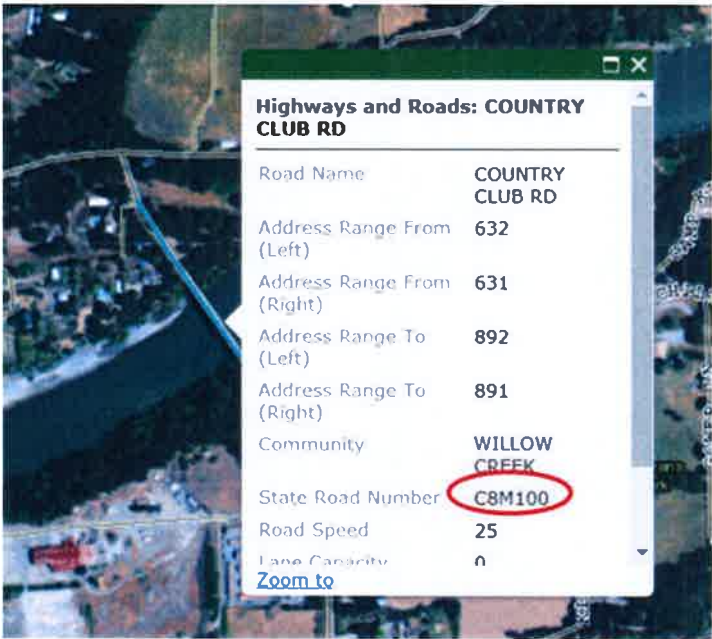 Highways and Roads: COUNTRY
CLUB RD
Road Name COUNTRY
CLUB RD
Address Range From 632
(Left)
Address Range From 631
(Right)
Address Range To 892
(Left)
Address Range To 891
(Right)
Community WILLOW
CREEK
State Road Number C8M100
Road Speed 25
Lane Capacity 0
Zoom to